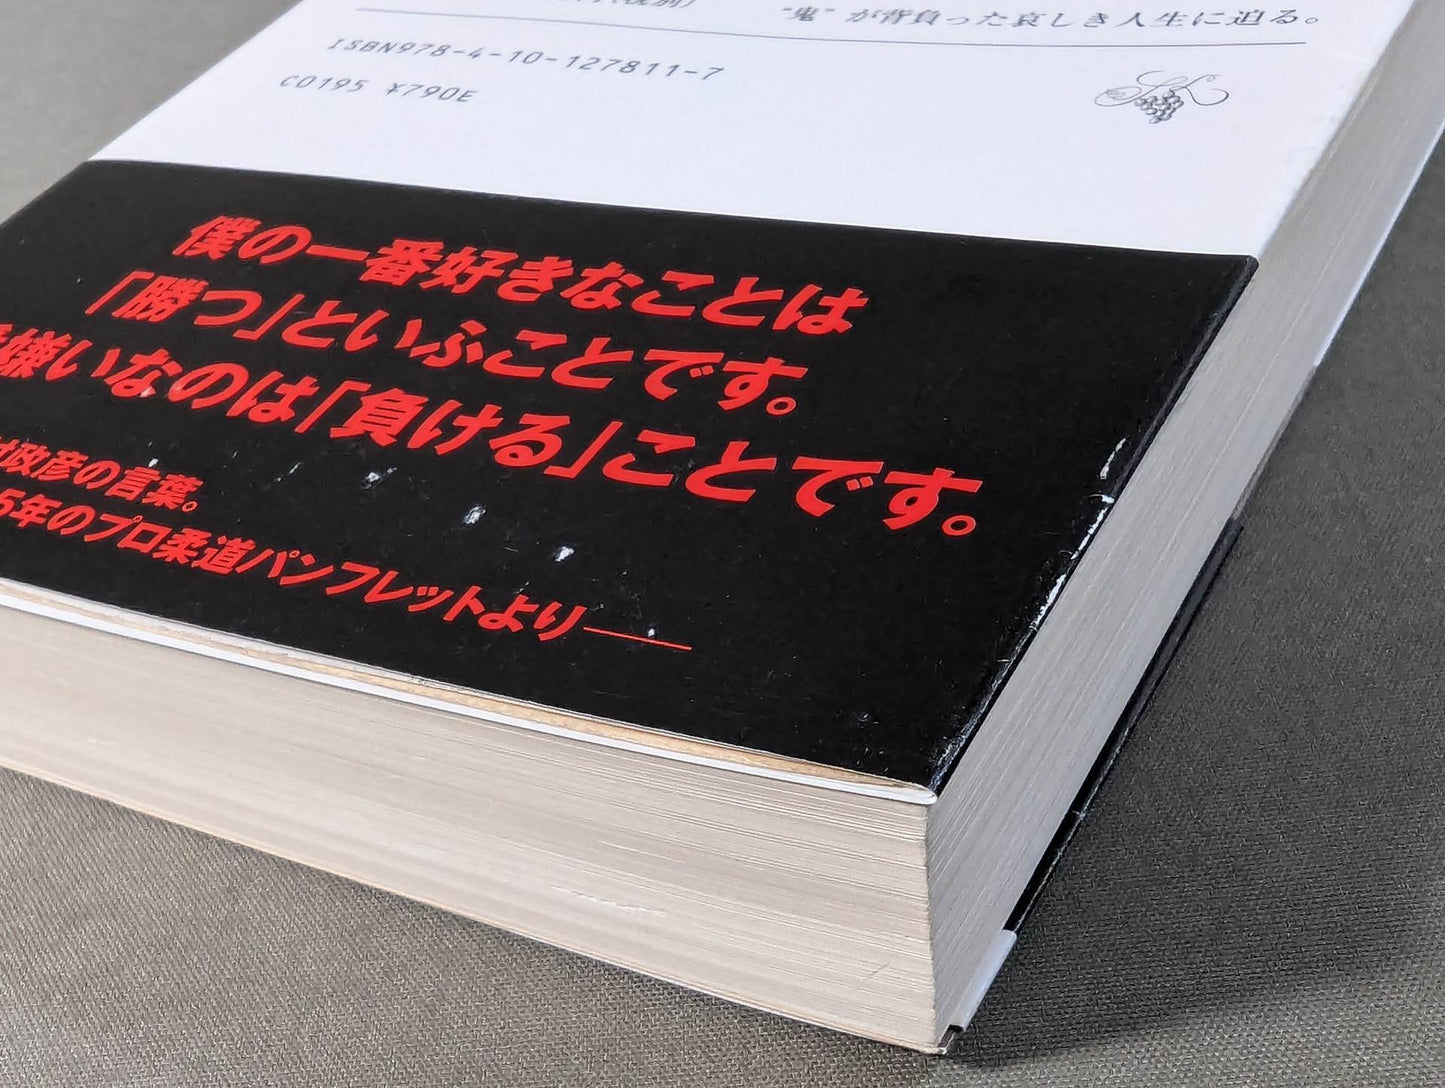 "鬼"が背負った哀しき人生に迫る。
ISBN978-4-10-127811-7
C0195 ¥790E
僕の一番好きなことは
「勝つ」といふことです。
嫌いなのは「負ける」ことです。
村政彦の言葉。
5年のプロ柔道パンフレットより――